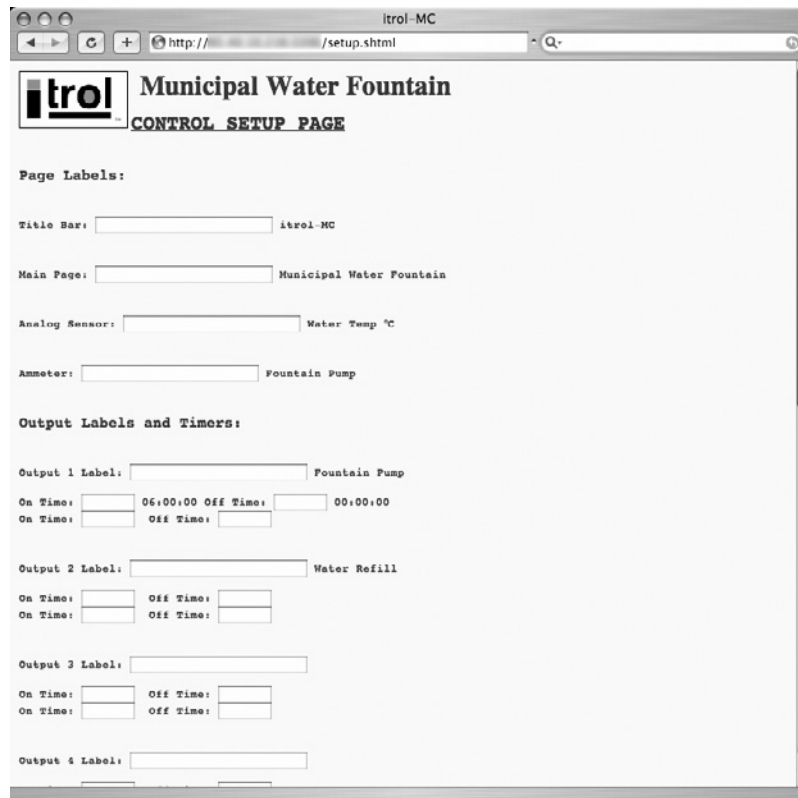 itrol-MC
http:// /setup.shtml
itrol
Municipal Water Fountain
CONTROL SETUP PAGE
Page Labels:
Title Bar: itrol-MC
Main Page: Municipal Water Fountain
Analog Sensor: Water Temp °C
Ammeter: Fountain Pump
Output Labels and Timers:
Output 1 Label: Fountain Pump
On Time: 06:00:00 Off Time: 00:00:00
On Time: Off Time:
Output 2 Label: Water Refill
On Time: Off Time:
On Time: Off Time:
Output 3 Label:
On Time: Off Time:
On Time: Off Time:
Output 4 Label: